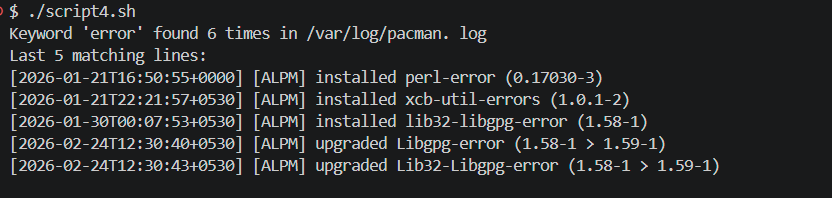 $ ./script4.sh
Keyword 'error' found 6 times in /var/log/pacman. log
Last 5 matching lines:
[2026-01-21T16:50:55+0000] [ALPM] installed perl-error (0.17030-3)
[2026-01-21T22:21:57+0530] [ALPM] installed xcb-util-errors (1.0.1-2)
[2026-01-30T00:07:53+0530] [ALPM] installed lib32-libgpg-error (1.58-1)
[2026-02-24T12:30:40+0530] [ALPM] upgraded Libgpg-error (1.58-1 > 1.59-1)
[2026-02-24T12:30:43+0530] [ALPM] upgraded Lib32-Libgpg-error (1.58-1 > 1.59-1)